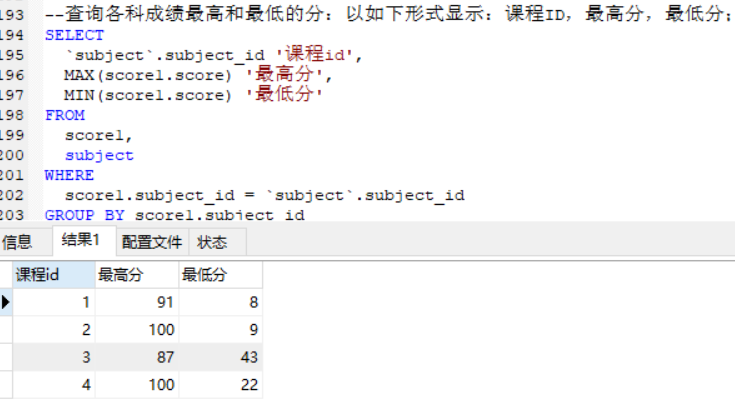 193 --查询各科成绩最高和最低的分：以如下形式显示：课程ID，最高分，最低分；
194 SELECT
195 `subject`.subject_id '课程id',
196 MAX(score1.score) '最高分',
197 MIN(score1.score) '最低分'
198 FROM
199 score1,
200 subject
201 WHERE
202 score1.subject_id = `subject`.subject_id
203 GROUP BY score1.subject_id
信息 结果1 配置文件 状态
课程id 最高分 最低分
1 91 8
2 100 9
3 87 43
4 100 22